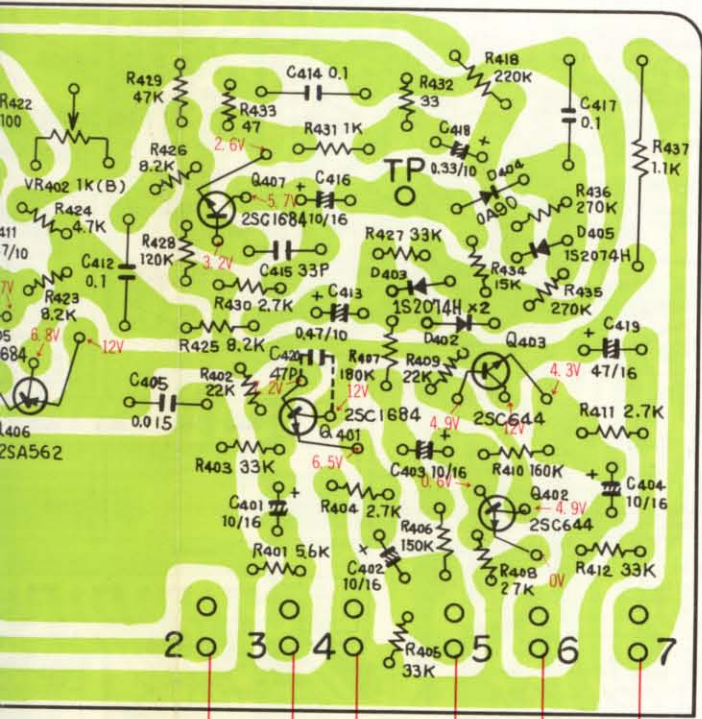 C414 0.1
R418
220K
R429
47K
R433
47
R432
33
R422
100
C417
0.1
2.6V
R431 1K
C418
0.33/10
R437
1.1K
R426
8.2K
TP
D404
OA90
VR402 1K(B)
Q407
5.7V
C416
2SC1684 10/16
R436
270K
R424
4.7K
R428
120K
R427 33K
D405
1S2074H
C412
0.1
3.2V
C415 33P
D403
R434
15K
R423
8.2K
R430 2.7K
C413
1S2074H ×2
R435
270K
6.8V
12V
0.47/10
D402
Q403
C419
47/16
R425 8.2K
C420
47P
R407
180K
R409
22K
4.3V
R402
22K
12V
C405
0.015
2SC1684
4.9V
2SC644
12V
R411 2.7K
Q406
2SA562
Q401
6.5V
R403 33K
C403 10/16
R410 160K
0.6V
C404
10/16
C401
10/16
R404 2.7K
Q402
4.9V
2SC644
R406
150K
R401 5.6K
C402
10/16
R408
27K
0V
R412 33K
2 3 4 5 6 7
R405
33K